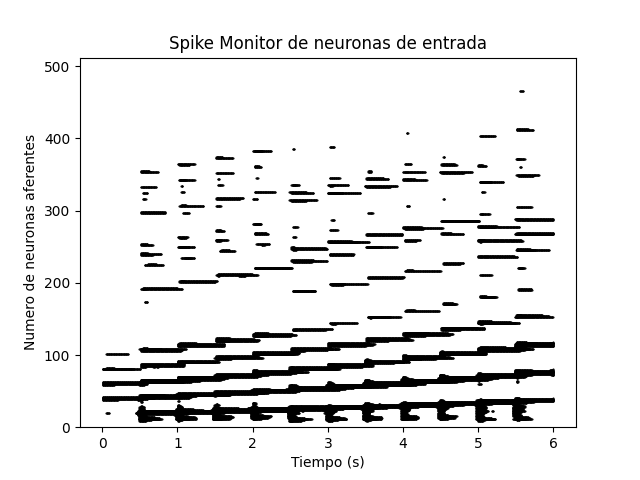 Spike Monitor de neuronas de entrada
Numero de neuronas aferentes
500
400
300
200
100
0
0 1 2 3 4 5 6
Tiempo (s)